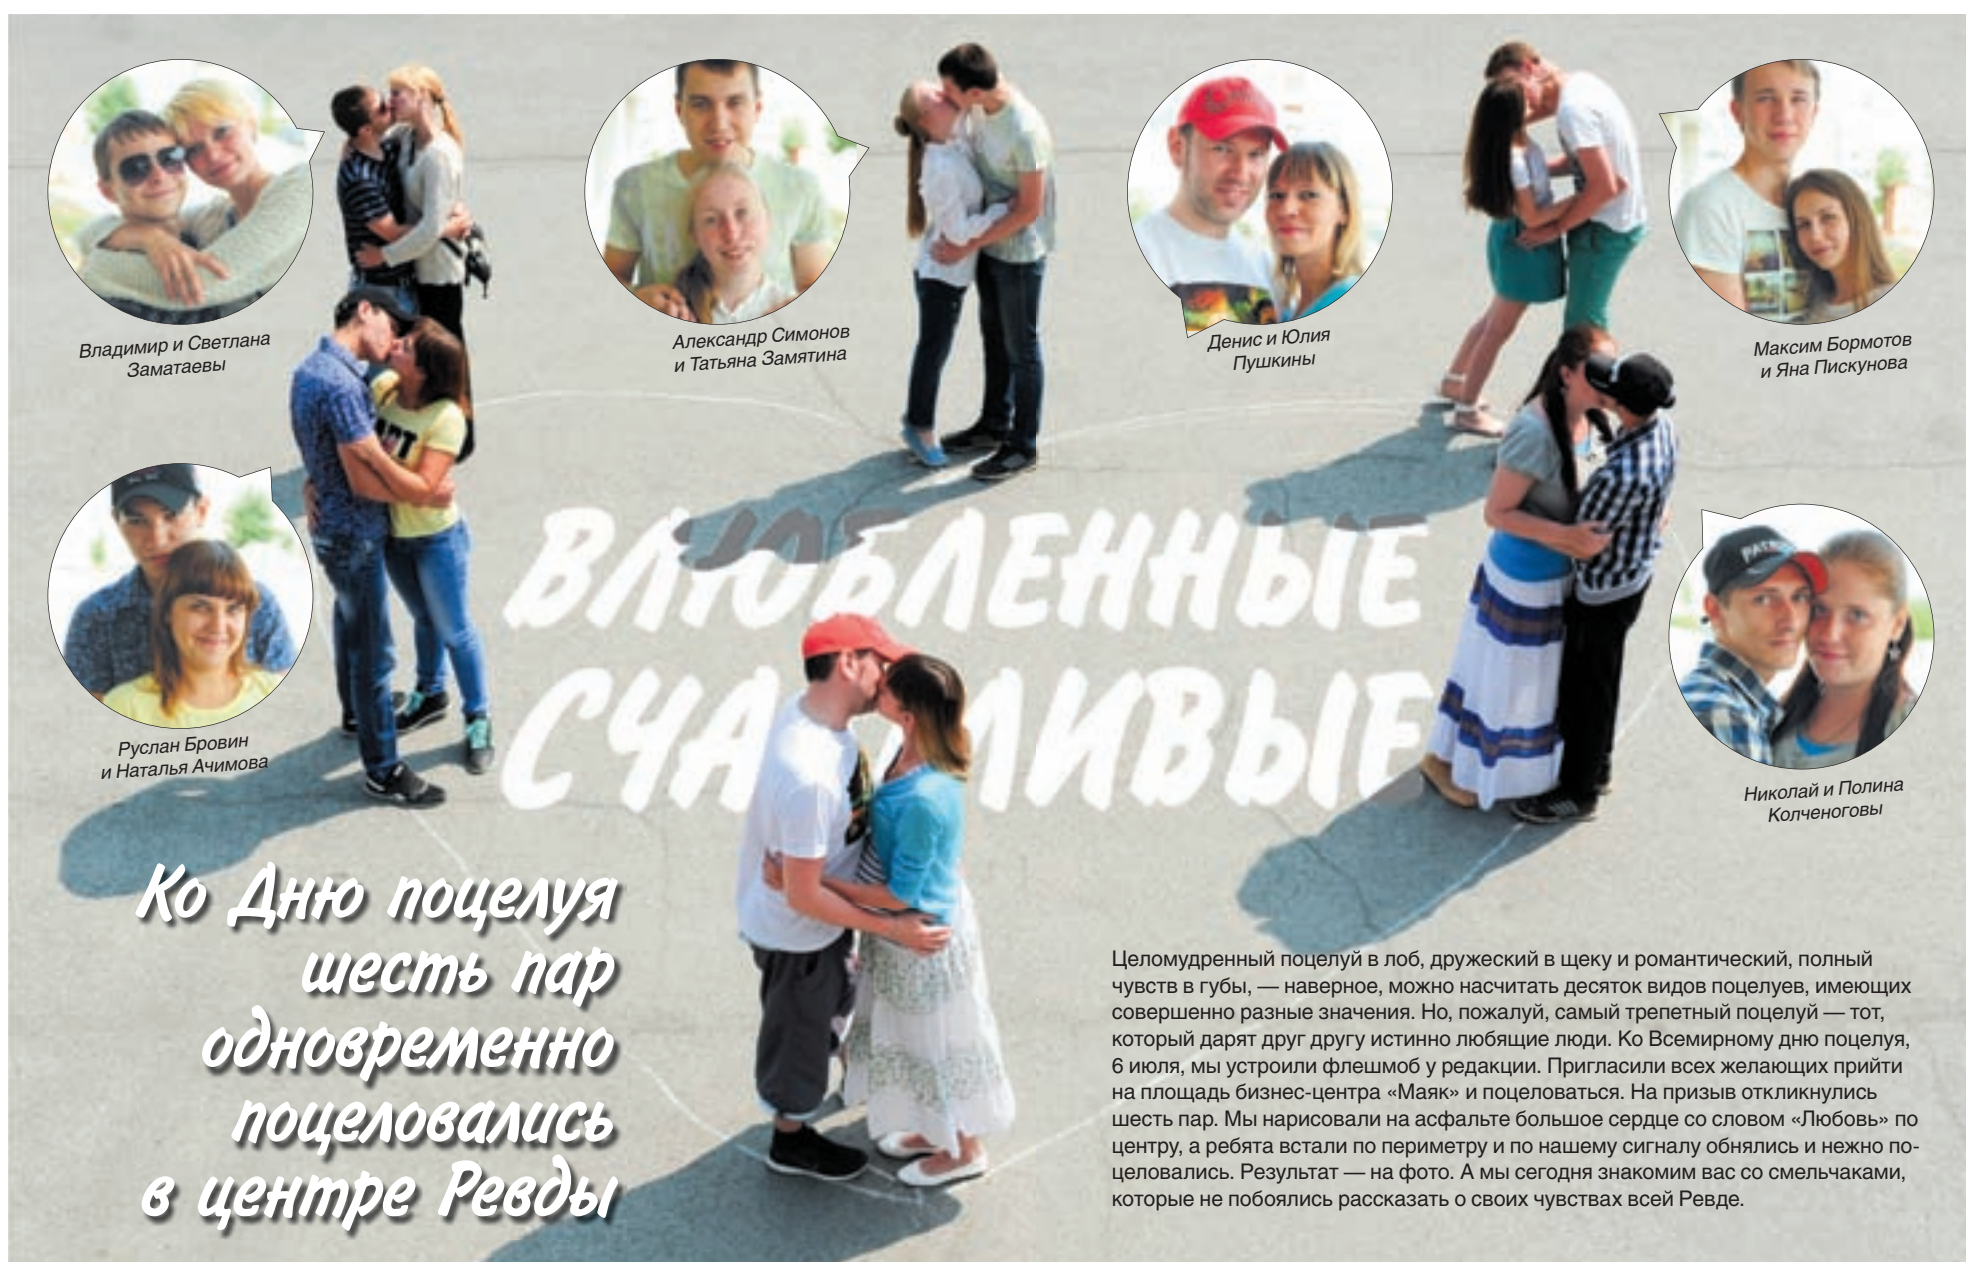 Владимир и Светлана
Заматаевы
Александр Симонов
и Татьяна Замятина
Денис и Юлия
Пушкины
Максим Бормотов
и Яна Пискунова
Руслан Бровин
и Наталья Ачимова
Николай и Полина
Колченоговы
ВЛЮБЛЕННЫЕ
СЧАСТЛИВЫЕ
Ко Дню поцелуя
шесть пар
одновременно
поцеловались
в центре Ревды
Целомудренный поцелуй в лоб, дружеский в щеку и романтический, полный
чувств в губы, — наверное, можно насчитать десяток видов поцелуев, имеющих
совершенно разные значения. Но, пожалуй, самый трепетный поцелуй — тот,
который дарят друг другу истинно любящие люди. Ко Всемирному дню поцелуя,
6 июля, мы устроили флешмоб у редакции. Пригласили всех желающих прийти
на площадь бизнес-центра «Маяк» и поцеловаться. На призыв откликнулись
шесть пар. Мы нарисовали на асфальте большое сердце со словом «Любовь» по
центру, а ребята встали по периметру и по нашему сигналу обнялись и нежно по-
целовались. Результат — на фото. А мы сегодня знакомим вас со смельчаками,
которые не побоялись рассказать о своих чувствах всей Ревде.